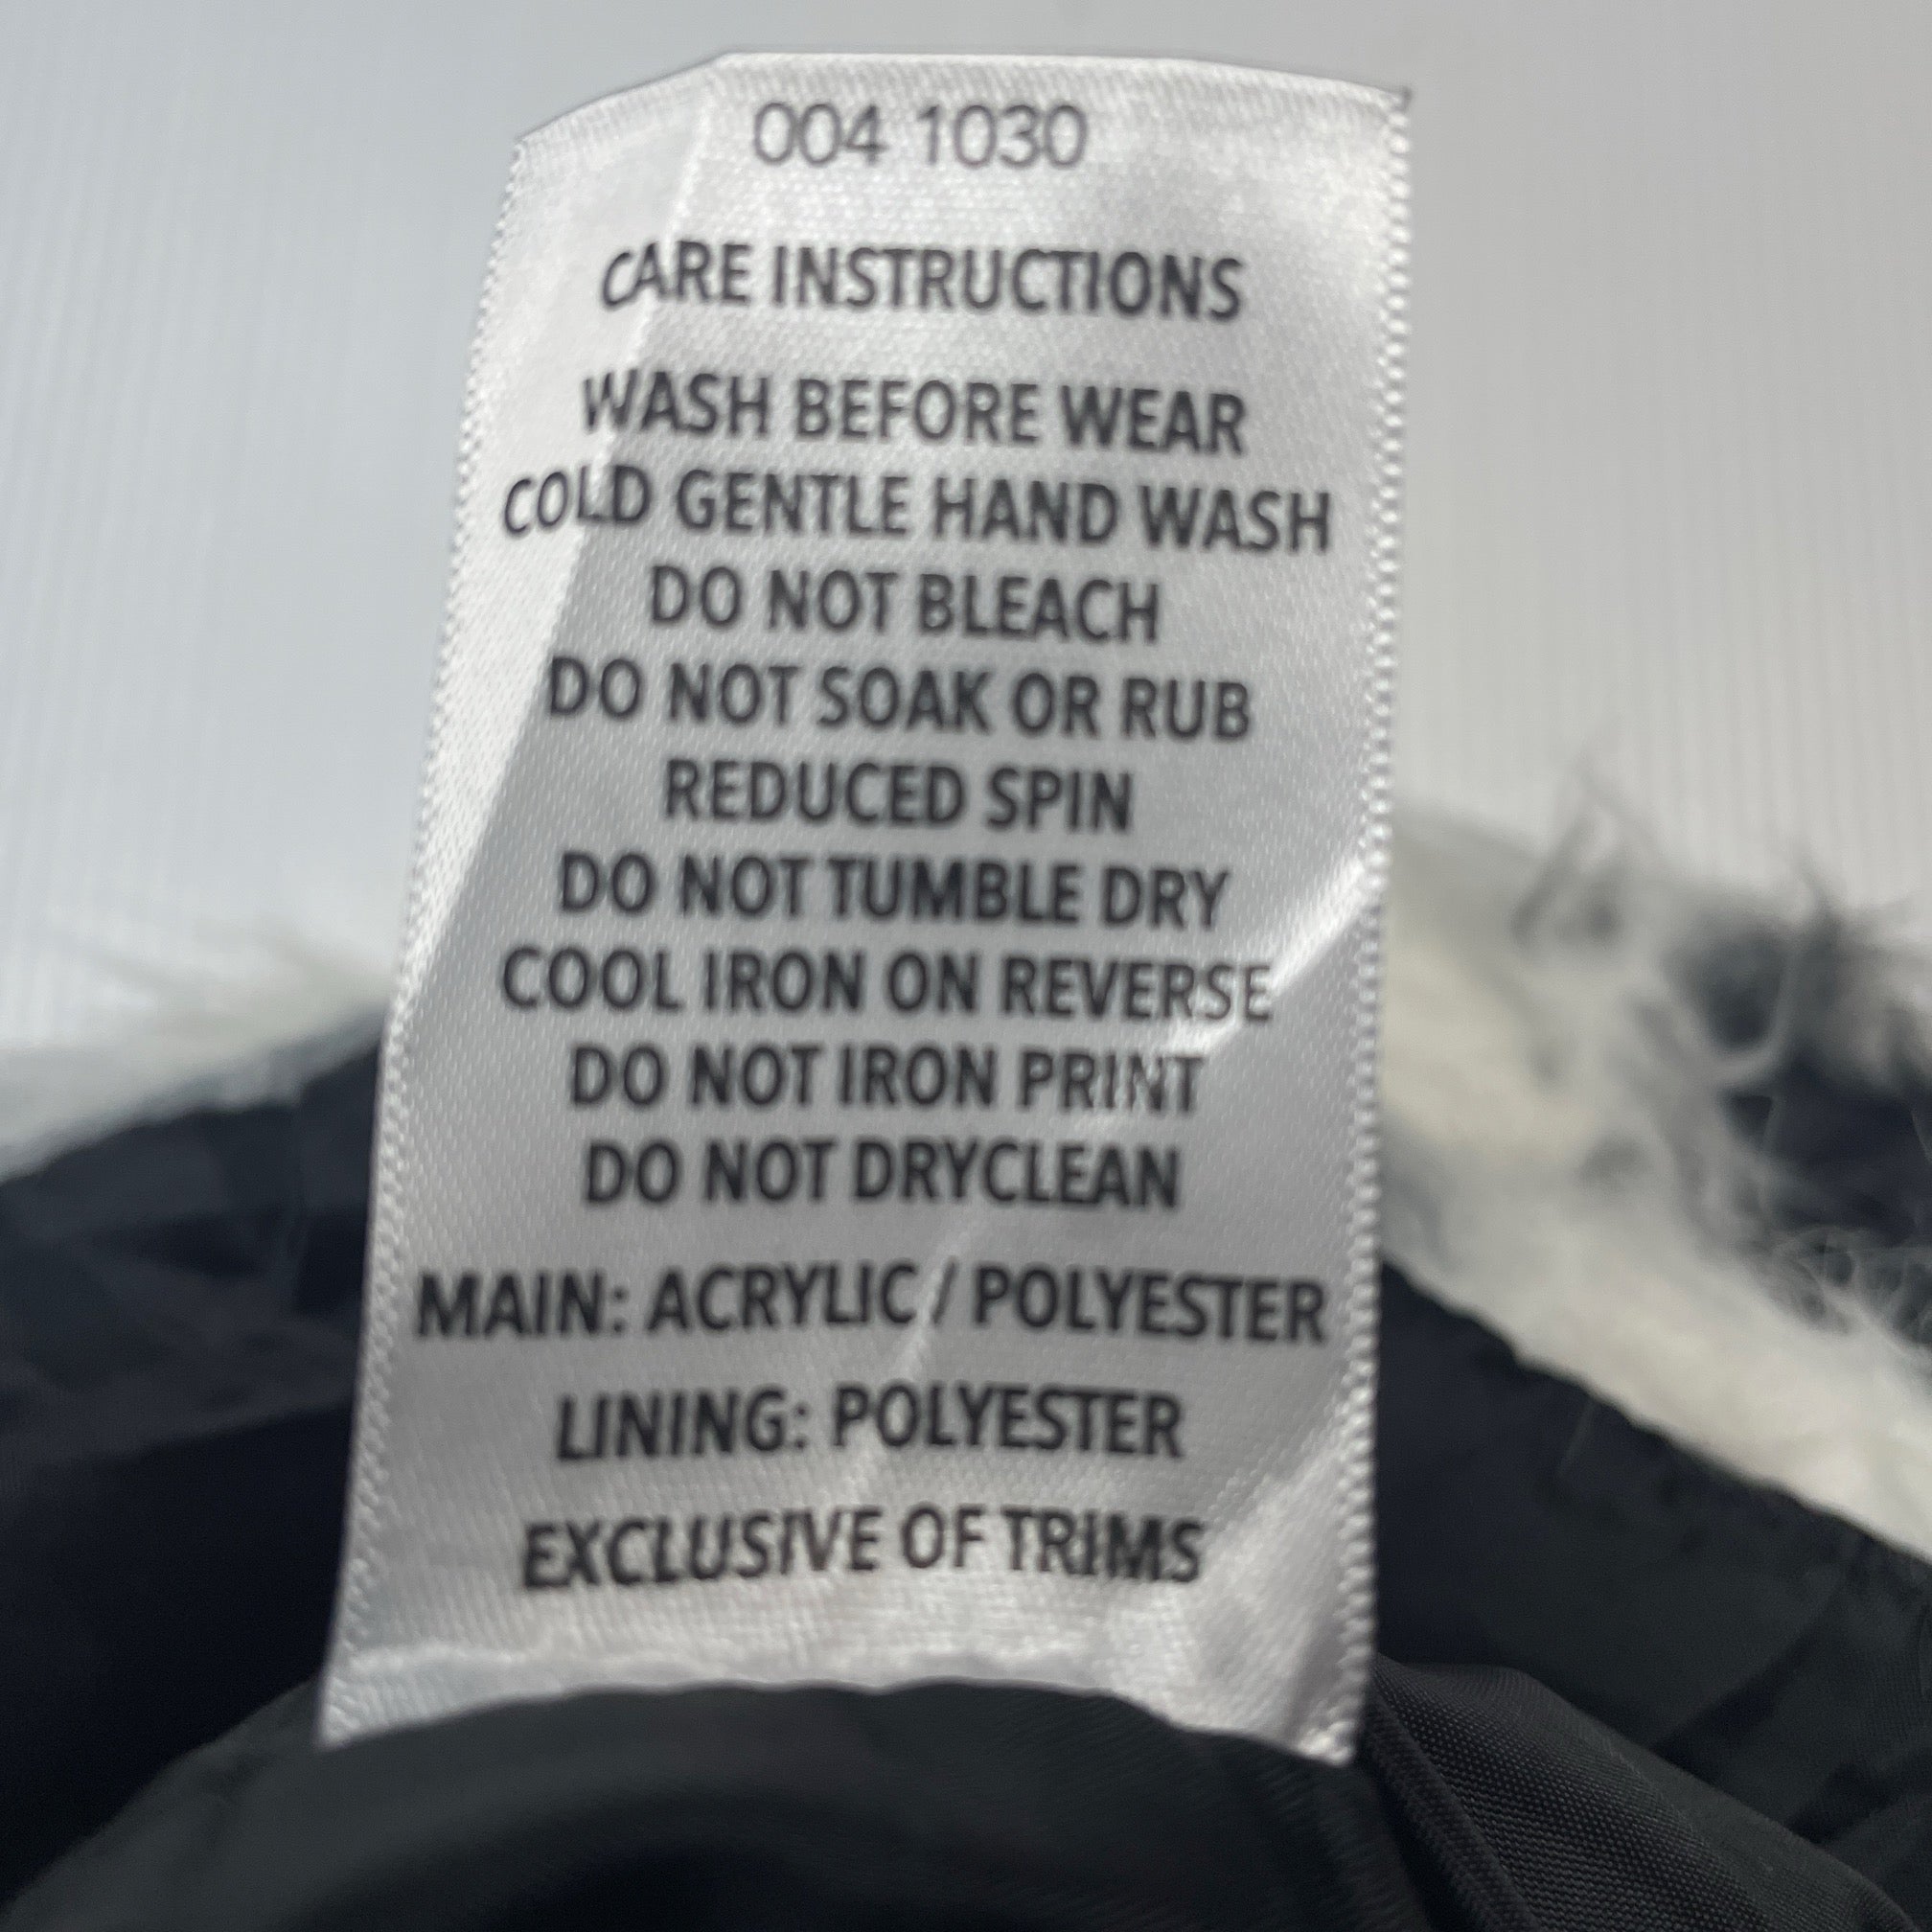 004 1030
CARE INSTRUCTIONS
WASH BEFORE WEAR
COLD GENTLE HAND WASH
DO NOT BLEACH
DO NOT SOAK OR RUB
REDUCED SPIN
DO NOT TUMBLE DRY
COOL IRON ON REVERSE
DO NOT IRON PRINT
DO NOT DRYCLEAN
MAIN: ACRYLIC / POLYESTER
LINING: POLYESTER
EXCLUSIVE OF TRIMS